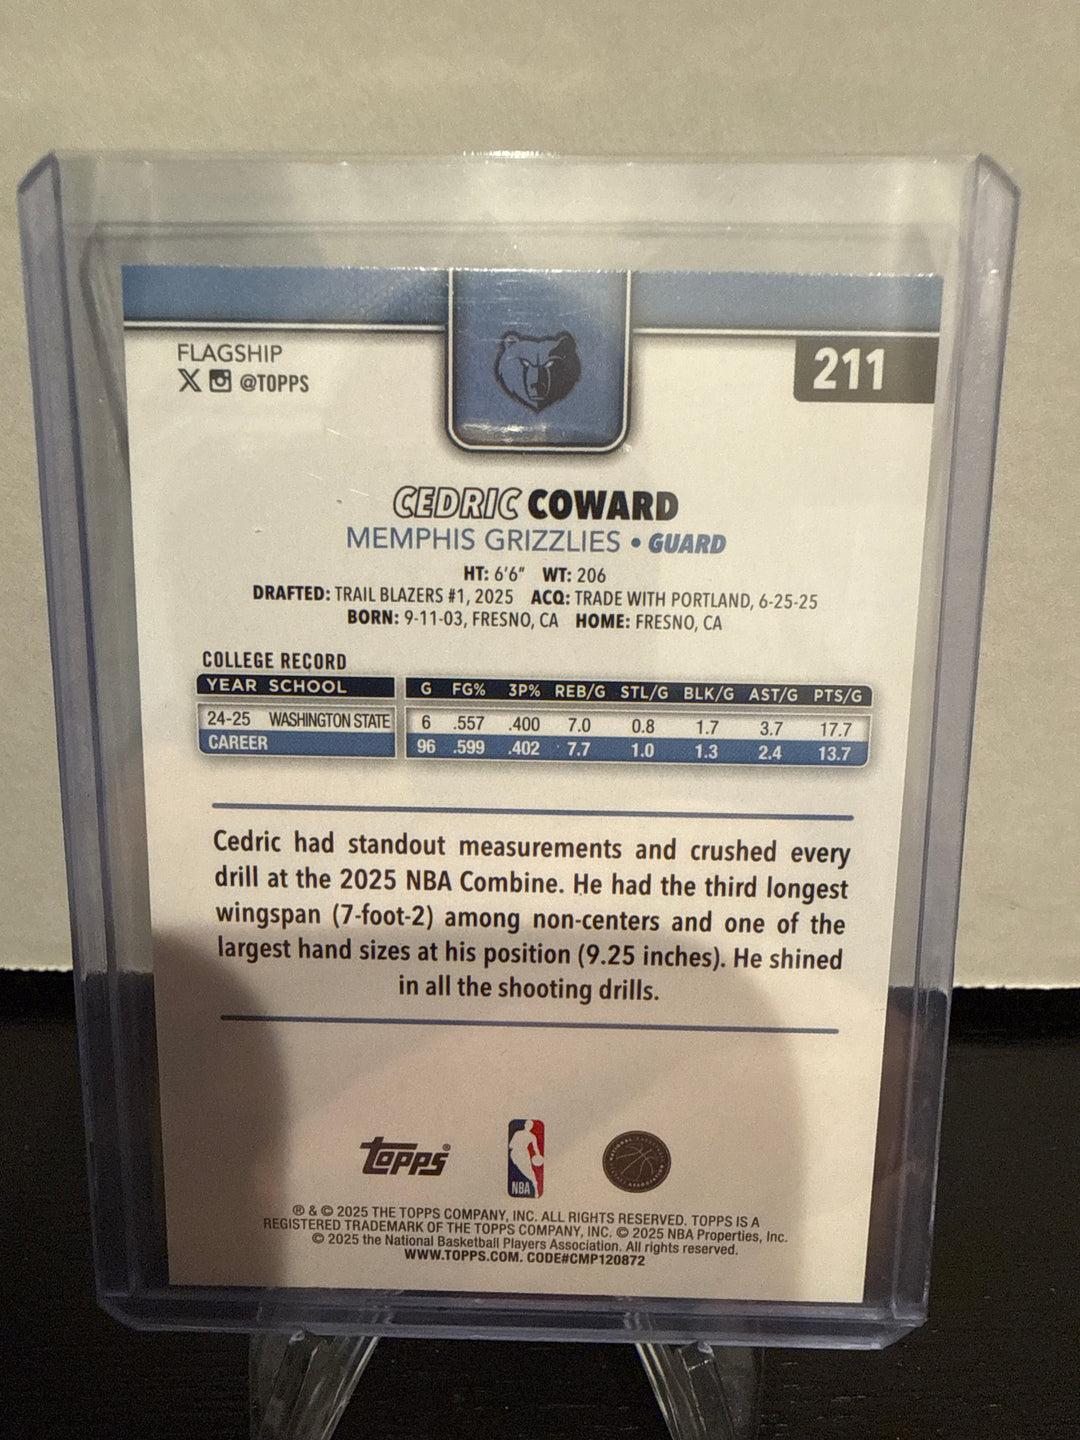 FLAGSHIP
211
X @TOPPS
CEDRIC COWARD
MEMPHIS GRIZZLIES • GUARD
HT: 6'6" WT: 206
DRAFTED: TRAIL BLAZERS #1, 2025 ACQ: TRADE WITH PORTLAND, 6-25-25
BORN: 9-11-03, FRESNO, CA HOME: FRESNO, CA
COLLEGE RECORD
YEAR SCHOOL G FG% 3P% REB/G STL/G BLK/G AST/G PTS/G
24-25 WASHINGTON STATE 6 .557 .400 7.0 0.8 1.7 3.7 17.7
CAREER 96 .599 .402 7.7 1.0 1.3 2.4 13.7
Cedric had standout measurements and crushed every
drill at the 2025 NBA Combine. He had the third longest
wingspan (7-foot-2) among non-centers and one of the
largest hand sizes at his position (9.25 inches). He shined
in all the shooting drills.
Topps®
NBA
® & © 2025 THE TOPPS COMPANY, INC. ALL RIGHTS RESERVED. TOPPS IS A
REGISTERED TRADEMARK OF THE TOPPS COMPANY, INC. © 2025 NBA Properties, Inc.
© 2025 the National Basketball Players Association. All rights reserved.
WWW.TOPPS.COM. CODE#CMP120872